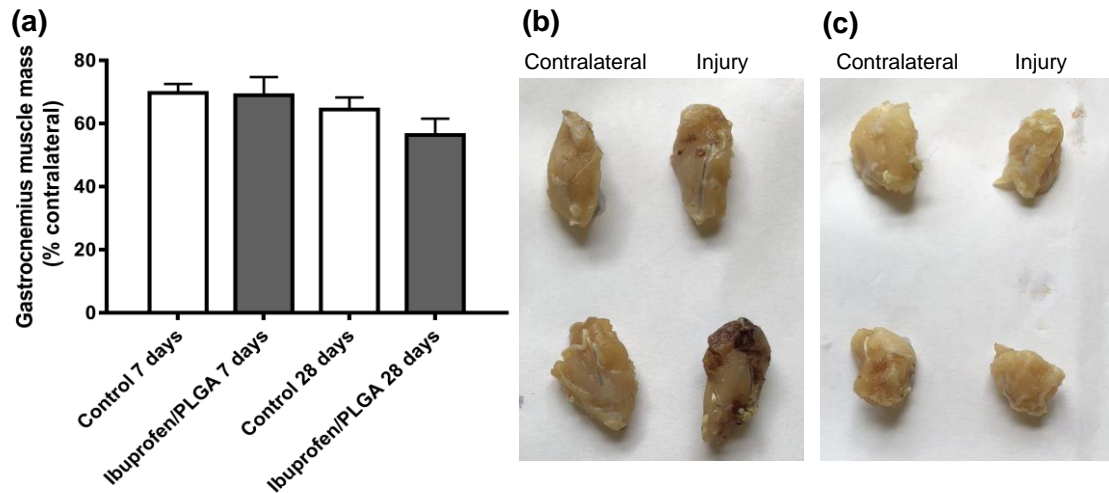 (a)
Gastrocnemius muscle mass
(% contralateral)
80
60
40
20
0
Control 7 days
Ibuprofen/PLGA 7 days
Control 28 days
Ibuprofen/PLGA 28 days
(b)
Contralateral Injury
(c)
Contralateral Injury